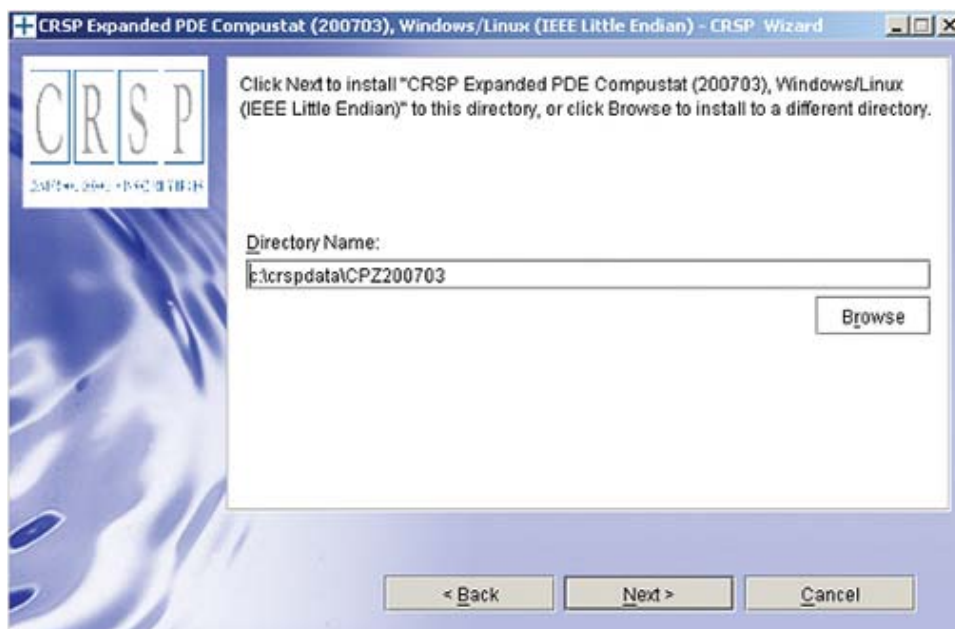 CRSP Expanded PDE Compustat (200703), Windows/Linux (IEEE Little Endian) - CRSP Wizard
CRSP
Click Next to install "CRSP Expanded PDE Compustat (200703), Windows/Linux
(IEEE Little Endian)" to this directory, or click Browse to install to a different directory.
Directory Name:
c:\crspdata\CPZ200703
Browse
< Back
Next >
Cancel